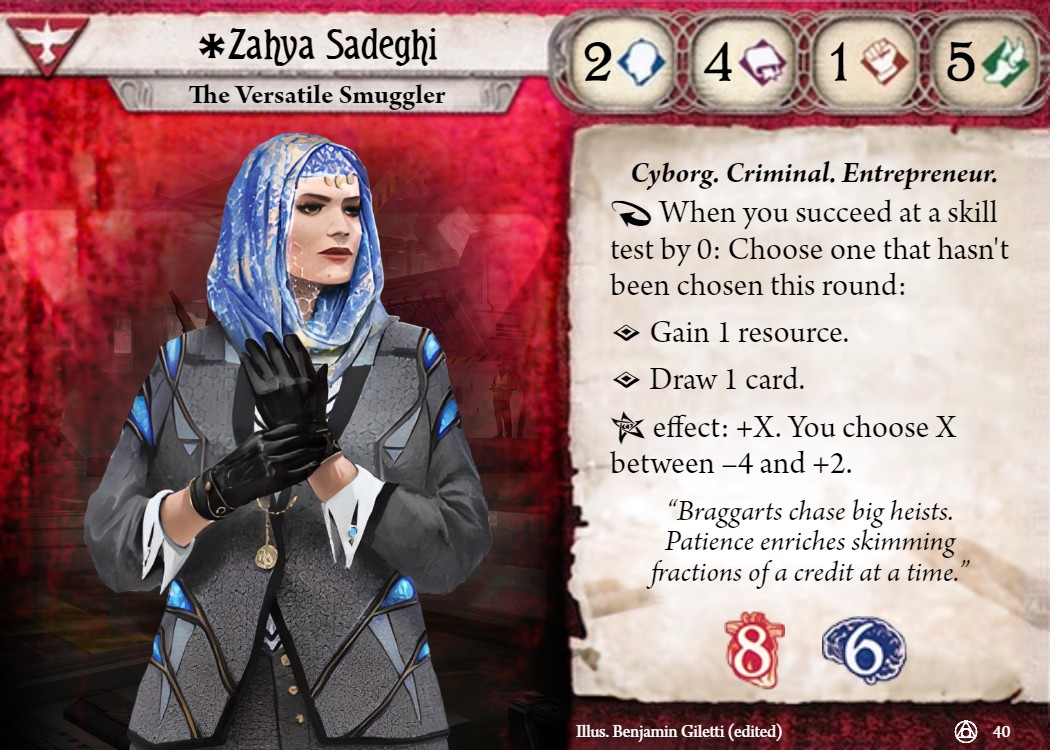 *Zahya Sadeghi
2 4 1 5
The Versatile Smuggler
Cyborg. Criminal. Entrepreneur.
When you succeed at a skill
test by 0: Choose one that hasn't
been chosen this round:
Gain 1 resource.
Draw 1 card.
effect: +X. You choose X
between –4 and +2.
“Braggarts chase big heists.
Patience enriches skimming
fractions of a credit at a time.”
8 6
Illus. Benjamin Giletti (edited) 40